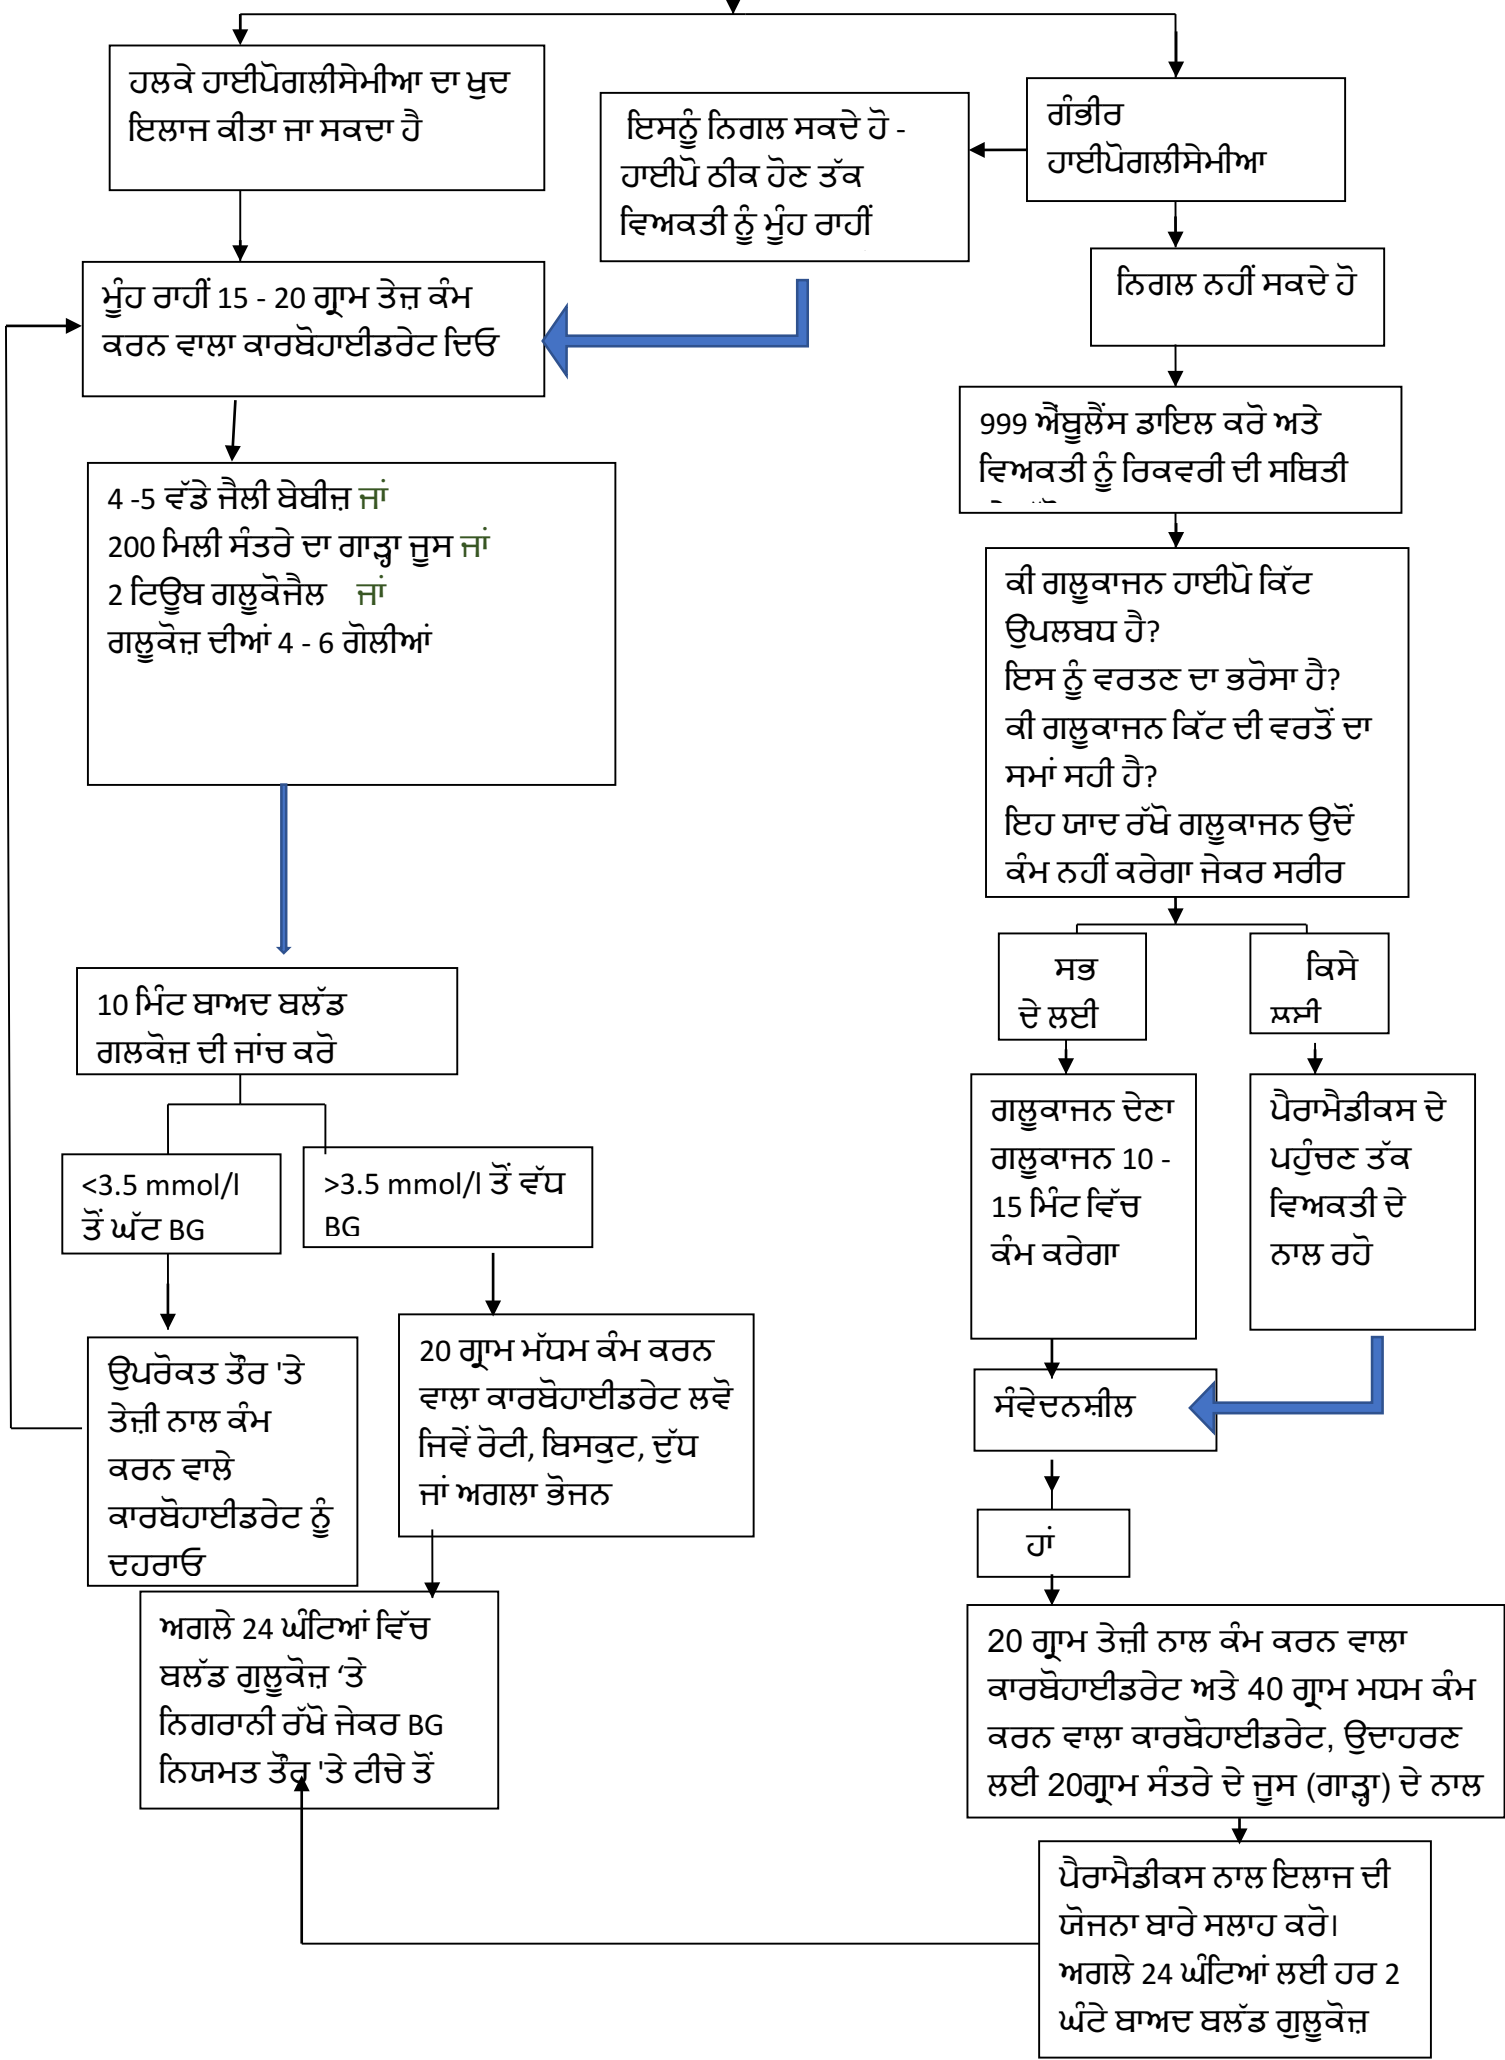 ਹਲਕੇ ਹਾਈਪੋਗਲੀਸੇਮੀਆ ਦਾ ਖੁਦ
ਇਲਾਜ ਕੀਤਾ ਜਾ ਸਕਦਾ ਹੈ
ਇਸਨੂੰ ਨਿਗਲ ਸਕਦੇ ਹੋ -
ਹਾਈਪੋ ਠੀਕ ਹੋਣ ਤੱਕ
ਵਿਅਕਤੀ ਨੂੰ ਮੂੰਹ ਰਾਹੀਂ
ਗੰਭੀਰ
ਹਾਈਪੋਗਲੀਸੇਮੀਆ
ਮੂੰਹ ਰਾਹੀਂ 15 - 20 ਗ੍ਰਾਮ ਤੇਜ਼ ਕੰਮ
ਕਰਨ ਵਾਲਾ ਕਾਰਬੋਹਾਈਡਰੇਟ ਦਿਓ
ਨਿਗਲ ਨਹੀਂ ਸਕਦੇ ਹੋ
999 ਐਂਬੂਲੈਂਸ ਡਾਇਲ ਕਰੋ ਅਤੇ
ਵਿਅਕਤੀ ਨੂੰ ਰਿਕਵਰੀ ਦੀ ਸਥਿਤੀ
4 -5 ਵੱਡੇ ਜੈਲੀ ਬੇਬੀਜ਼ ਜਾਂ
200 ਮਿਲੀ ਸੰਤਰੇ ਦਾ ਗਾੜ੍ਹਾ ਜੂਸ ਜਾਂ
2 ਟਿਊਬ ਗਲੂਕੋਜੈਲ ਜਾਂ
ਗਲੂਕੋਜ਼ ਦੀਆਂ 4 - 6 ਗੋਲੀਆਂ
ਕੀ ਗਲੂਕਾਜਨ ਹਾਈਪੋ ਕਿੱਟ
ਉਪਲਬਧ ਹੈ?
ਇਸ ਨੂੰ ਵਰਤਣ ਦਾ ਭਰੋਸਾ ਹੈ?
ਕੀ ਗਲੂਕਾਜਨ ਕਿੱਟ ਦੀ ਵਰਤੋਂ ਦਾ
ਸਮਾਂ ਸਹੀ ਹੈ?
ਇਹ ਯਾਦ ਰੱਖੋ ਗਲੂਕਾਜਨ ਉਦੋਂ
ਕੰਮ ਨਹੀਂ ਕਰੇਗਾ ਜੇਕਰ ਸਰੀਰ
10 ਮਿੰਟ ਬਾਅਦ ਬਲੱਡ
ਗਲਕੋਜ਼ ਦੀ ਜਾਂਚ ਕਰੋ
ਸਭ
ਦੇ ਲਈ
ਕਿਸੇ
ਲਈ
<3.5 mmol/l
ਤੋਂ ਘੱਟ BG
>3.5 mmol/l ਤੋਂ ਵੱਧ
BG
ਗਲੂਕਾਜਨ ਦੇਣਾ
ਗਲੂਕਾਜਨ 10 -
15 ਮਿੰਟ ਵਿੱਚ
ਕੰਮ ਕਰੇਗਾ
ਪੈਰਾਮੈਡੀਕਸ ਦੇ
ਪਹੁੰਚਣ ਤੱਕ
ਵਿਅਕਤੀ ਦੇ
ਨਾਲ ਰਹੋ
ਉਪਰੋਕਤ ਤੌਰ 'ਤੇ
ਤੇਜ਼ੀ ਨਾਲ ਕੰਮ
ਕਰਨ ਵਾਲੇ
ਕਾਰਬੋਹਾਈਡਰੇਟ ਨੂੰ
ਦਹਰਾਓ
20 ਗ੍ਰਾਮ ਮੱਧਮ ਕੰਮ ਕਰਨ
ਵਾਲਾ ਕਾਰਬੋਹਾਈਡਰੇਟ ਲਵੋ
ਜਿਵੇਂ ਰੋਟੀ, ਬਿਸਕੁਟ, ਦੁੱਧ
ਜਾਂ ਅਗਲਾ ਭੋਜਨ
ਸੰਵੇਦਨਸ਼ੀਲ
ਹਾਂ
ਅਗਲੇ 24 ਘੰਟਿਆਂ ਵਿੱਚ
ਬਲੱਡ ਗੁਲੂਕੋਜ਼ ‘ਤੇ
ਨਿਗਰਾਨੀ ਰੱਖੋ ਜੇਕਰ BG
ਨਿਯਮਤ ਤੌਰ 'ਤੇ ਟੀਚੇ ਤੋਂ
20 ਗ੍ਰਾਮ ਤੇਜ਼ੀ ਨਾਲ ਕੰਮ ਕਰਨ ਵਾਲਾ
ਕਾਰਬੋਹਾਈਡਰੇਟ ਅਤੇ 40 ਗ੍ਰਾਮ ਮਧਮ ਕੰਮ
ਕਰਨ ਵਾਲਾ ਕਾਰਬੋਹਾਈਡਰੇਟ, ਉਦਾਹਰਣ
ਲਈ 20ਗ੍ਰਾਮ ਸੰਤਰੇ ਦੇ ਜੂਸ (ਗਾੜ੍ਹਾ) ਦੇ ਨਾਲ
ਪੈਰਾਮੈਡੀਕਸ ਨਾਲ ਇਲਾਜ ਦੀ
ਯੋਜਨਾ ਬਾਰੇ ਸਲਾਹ ਕਰੋ।
ਅਗਲੇ 24 ਘੰਟਿਆਂ ਲਈ ਹਰ 2
ਘੰਟੇ ਬਾਅਦ ਬਲੱਡ ਗੁਲੂਕੋਜ਼